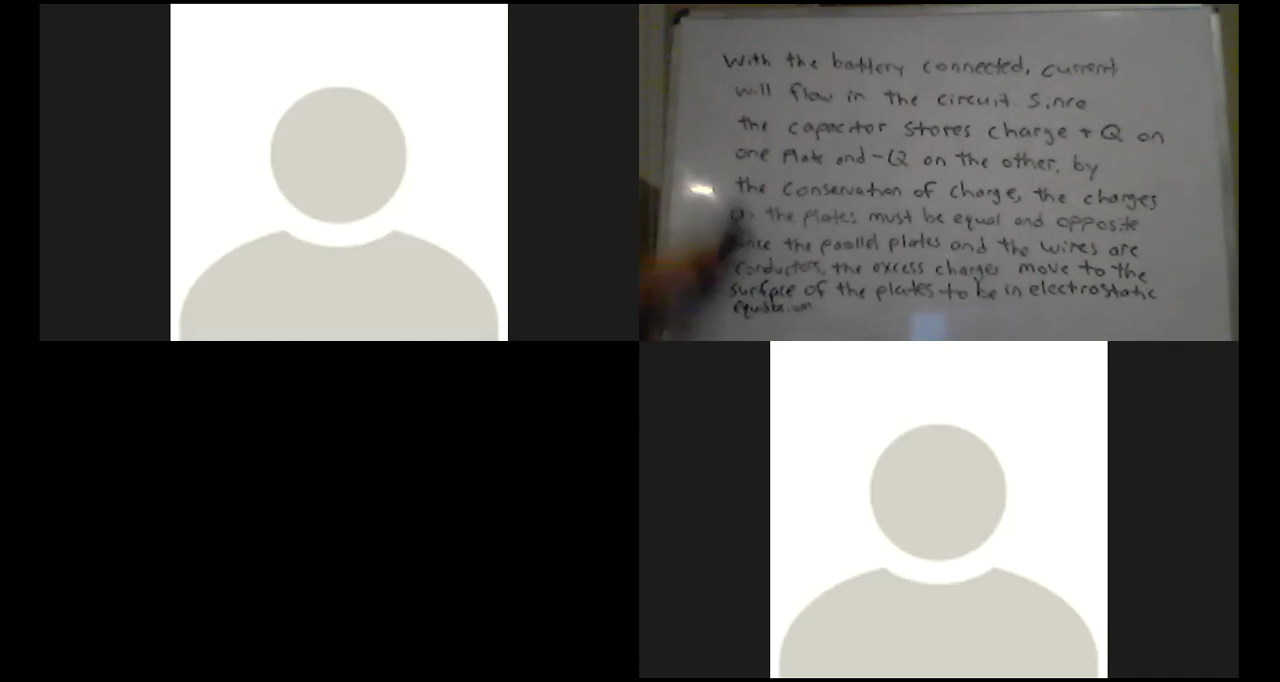 With the battery connected, current
will flow in the circuit. Since
the capacitor stores charge + Q on
one plate and -Q on the other, by
the conservation of charge, the charges
the plates must be equal and opposite
the parallel plates and the wires are
conductors, the excess charges move to the
surface of the plates to be in electrostatic